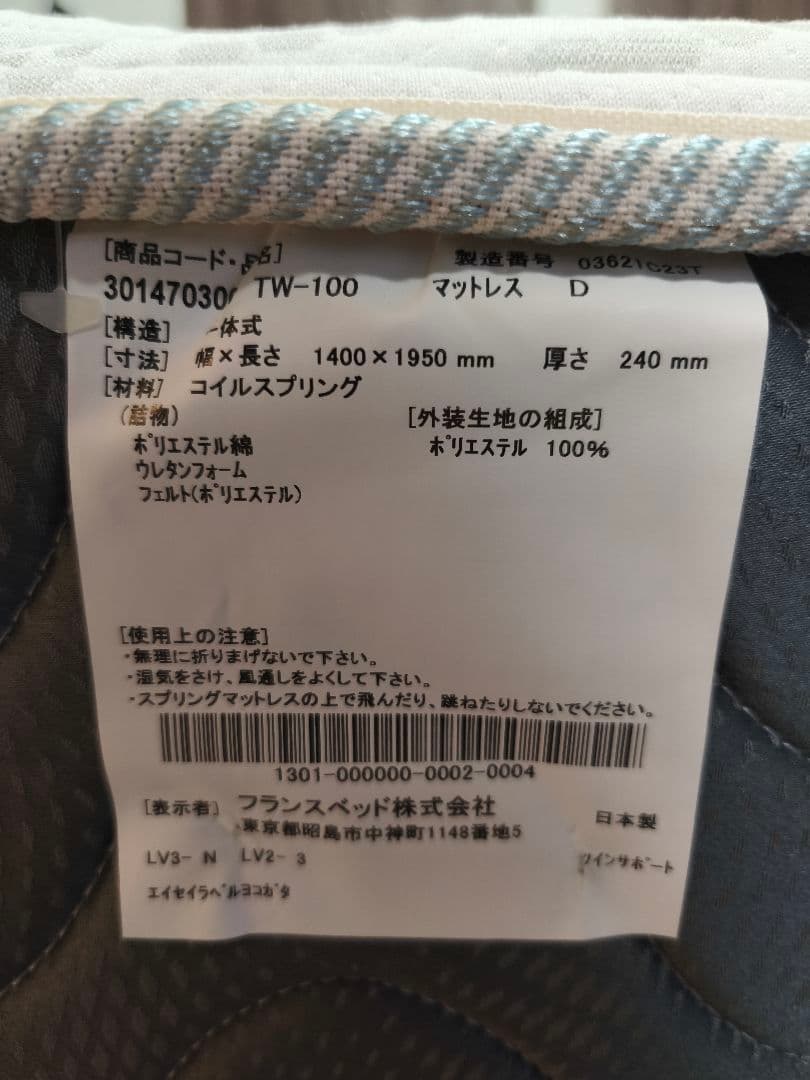 [商品コード・品名] 製造番号
TW-100 マットレス D
[構造] 一体式
[寸法] 幅×長さ 1400×1950 mm 厚さ 240 mm
[材料] コイルスプリング
(詰物) [外装生地の組成]
ポリエステル綿 ポリエステル 100%
ウレタンフォーム
フェルト(ポリエステル)
[使用上の注意]
・無理に折りまげないで下さい。
・湿気をさけ、風通しをよくして下さい。
・スプリングマットレスの上で飛んだり、跳ねたりしないでください。
1301-000000-0002-0004
[表示者] フランスベッド株式会社 日本製
東京都昭島市中神町1148番地5
LV3- N LV2- 3 ツインサポート
エイセイラベルヨコガタ